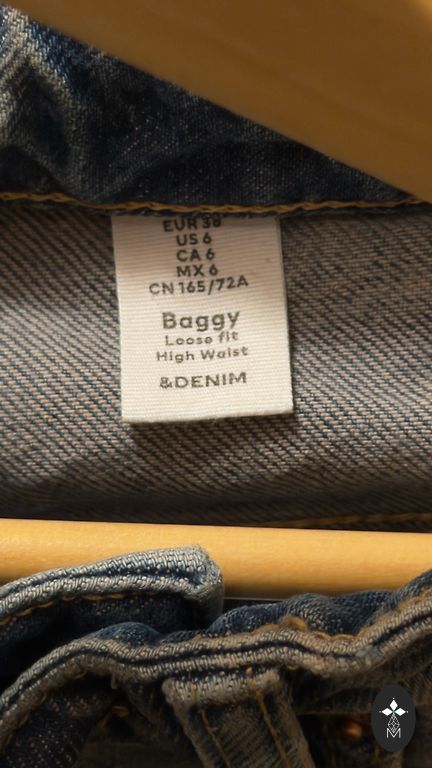 EUR 38
US 6
CA 6
MX 6
CN 165/72A
Baggy
Loose fit
High Waist
&DENIM
M